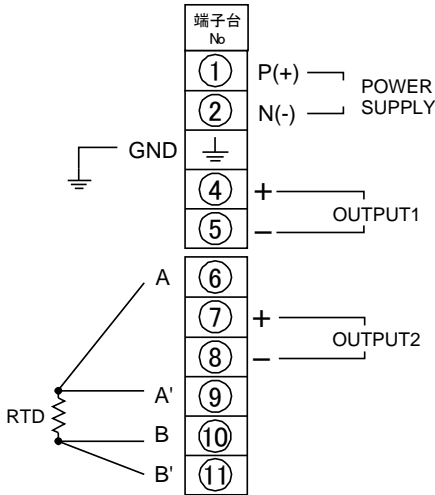 端子台
No
① P(+)
POWER
② N(-)
SUPPLY
GND
④ +
OUTPUT1
⑤ −
A ⑥
⑦ +
OUTPUT2
⑧ −
A' ⑨
RTD
B ⑩
B' ⑪